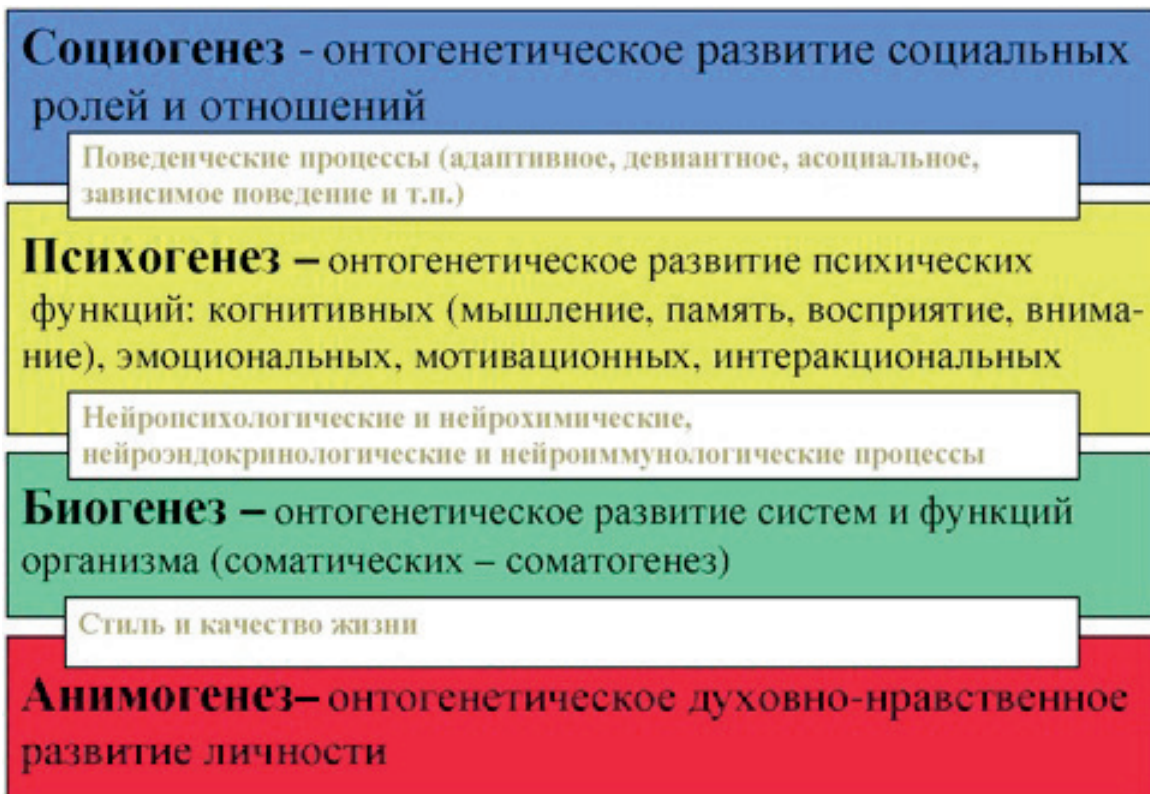 Социогенез - онтогенетическое развитие социальных
ролей и отношений
Поведенческие процессы (адаптивное, девиантное, асоциальное,
зависимое поведение и т.п.)
Психогенез – онтогенетическое развитие психических
функций: когнитивных (мышление, память, восприятие, внима-
ние), эмоциональных, мотивационных, интеракциональных
Нейропсихологические и нейрохимические,
нейроэндокринологические и нейроиммунологические процессы
Биогенез – онтогенетическое развитие систем и функций
организма (соматических – соматогенез)
Стиль и качество жизни
Анимогенез– онтогенетическое духовно-нравственное
развитие личности